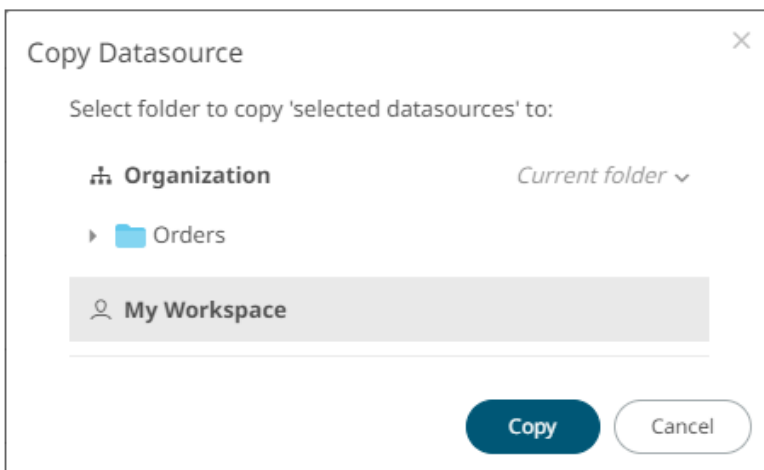 Copy Datasource
Select folder to copy 'selected datasources' to:
Organization Current folder
Orders
My Workspace
Copy Cancel